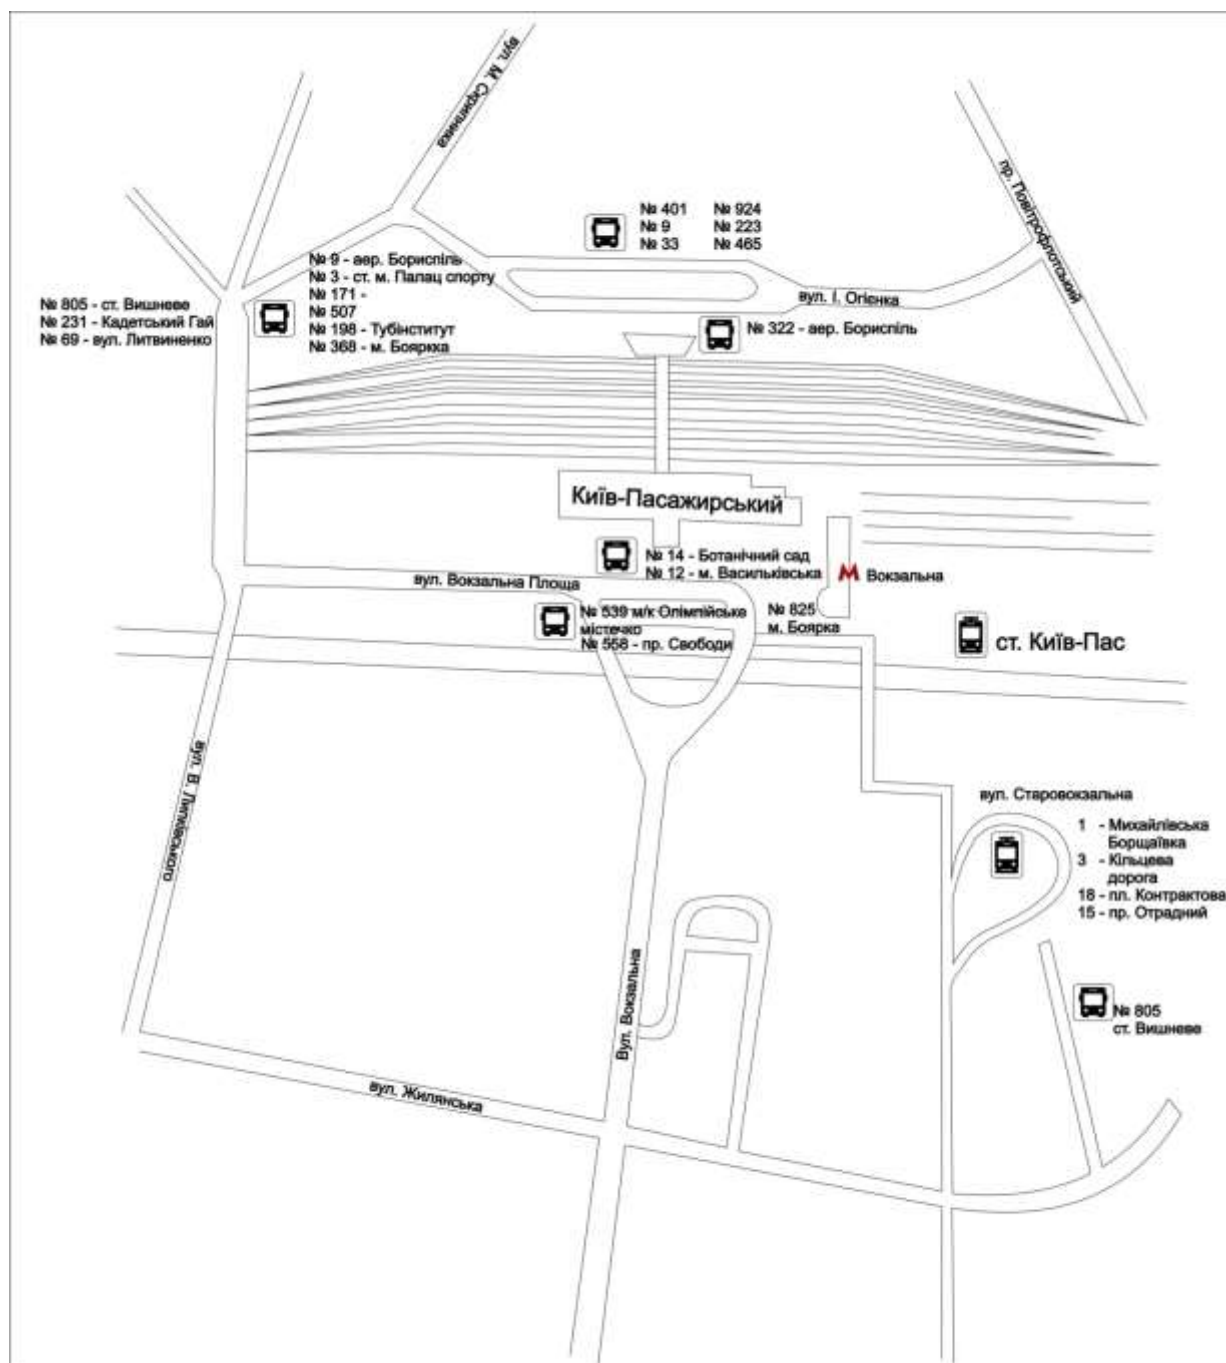 вул. М. Скрипника
пр. Повітрофлотський
№ 401 № 924
№ 9 № 223
№ 33 № 465
№ 9 - аер. Бориспіль
№ 3 - ст. м. Палац спорту
№ 171 -
№ 507
№ 198 - Тубінститут
№ 368 - м. Бояркка
№ 805 - ст. Вишневе
№ 231 - Кадетський Гай
№ 69 - вул. Литвиненко
вул. І. Огієнка
№ 322 - аер. Бориспіль
Київ-Пасажирський
№ 14 - Ботанічний сад
№ 12 - м. Васильківська
М Вокзальна
вул. Вокзальна Площа
№ 539 м/к Олімпійське
містечко
№ 558 - пр. Свободи
№ 825
м. Боярка
ст. Київ-Пас
вул. В. Липківського
вул. Старовокзальна
1 - Михайлівська
Борщаївка
3 - Кільцева
дорога
18 - пл. Контрактова
15 - пр. Отрадний
Вул. Вокзальна
№ 805
ст. Вишневе
вул. Жилянська